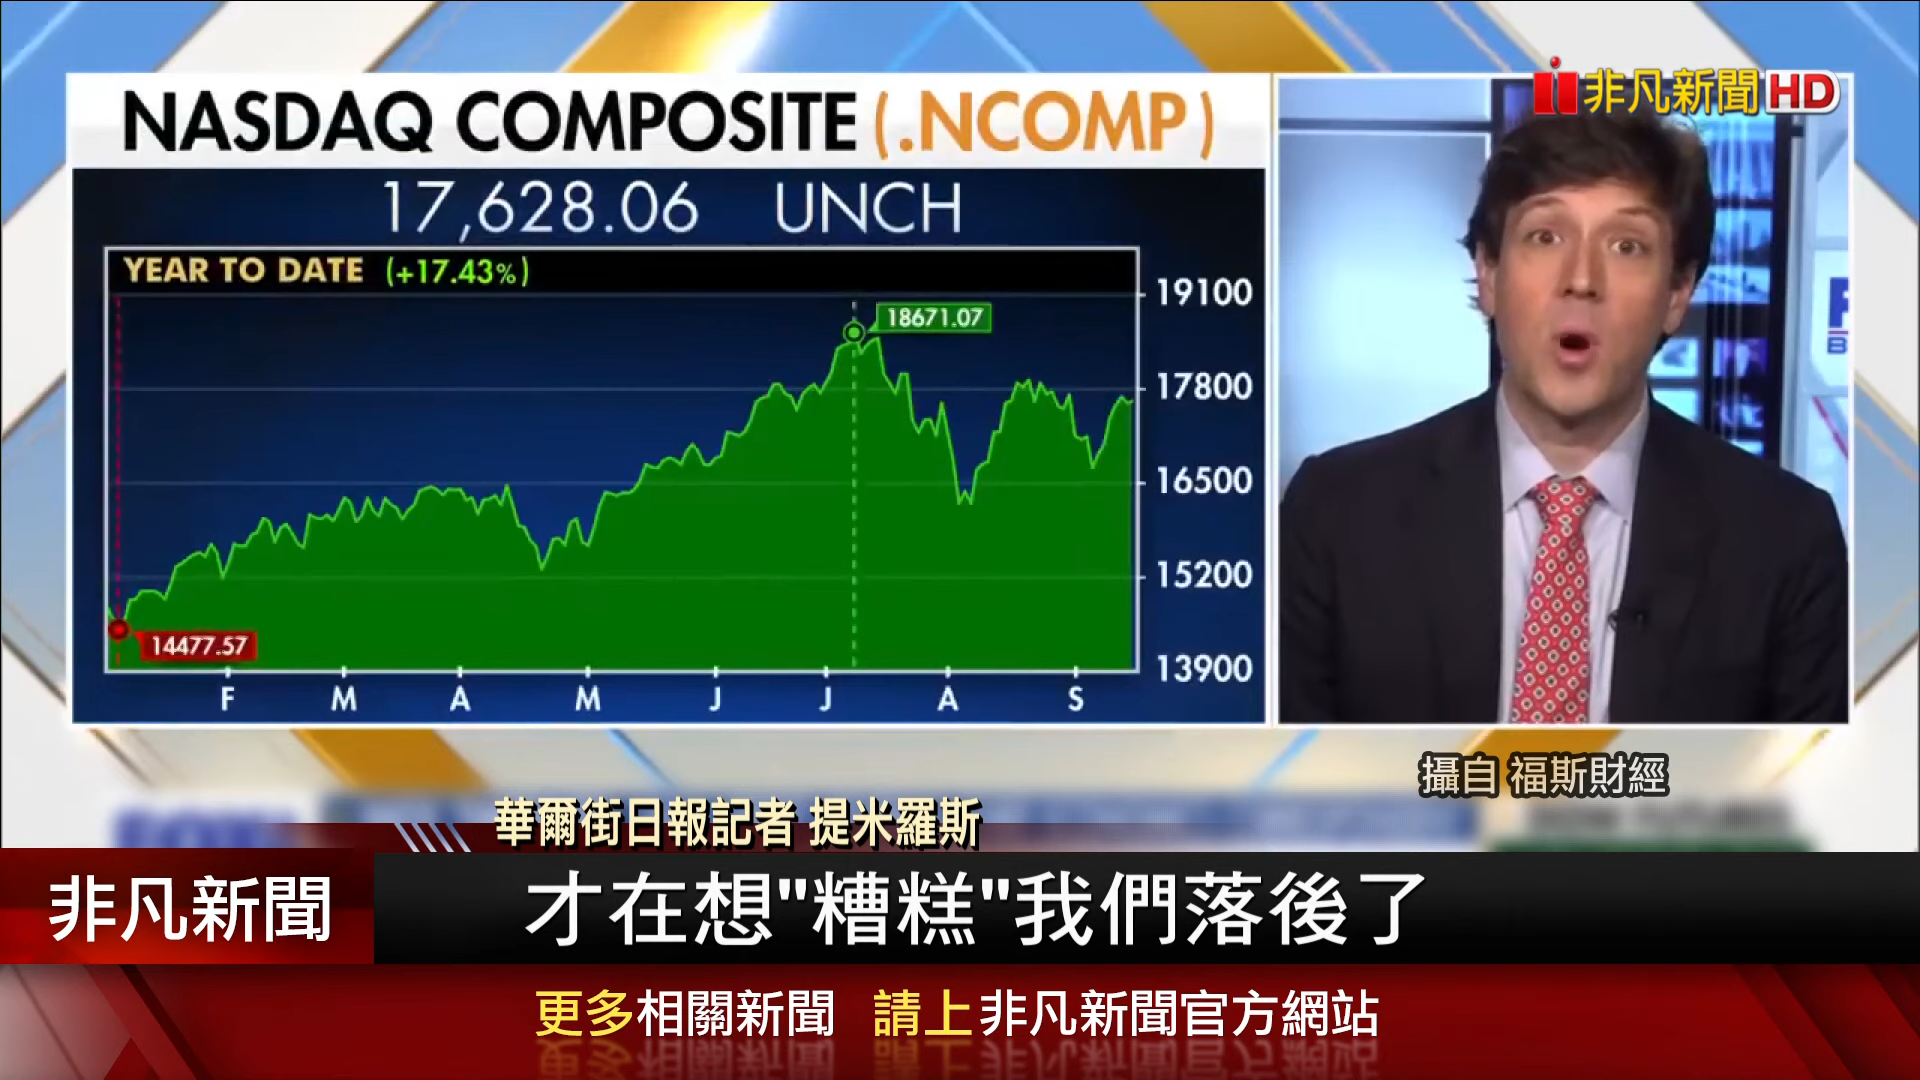 NASDAQ COMPOSITE (.NCOMP)
17,628.06 UNCH
YEAR TO DATE (+17.43%)
18671.07
14477.57
19100
17800
16500
15200
13900
F M A M J J A S
非凡新聞HD
攝自 福斯財經
華爾街日報記者 提米羅斯
非凡新聞
才在想"糟糕"我們落後了
更多相關新聞 請上非凡新聞官方網站